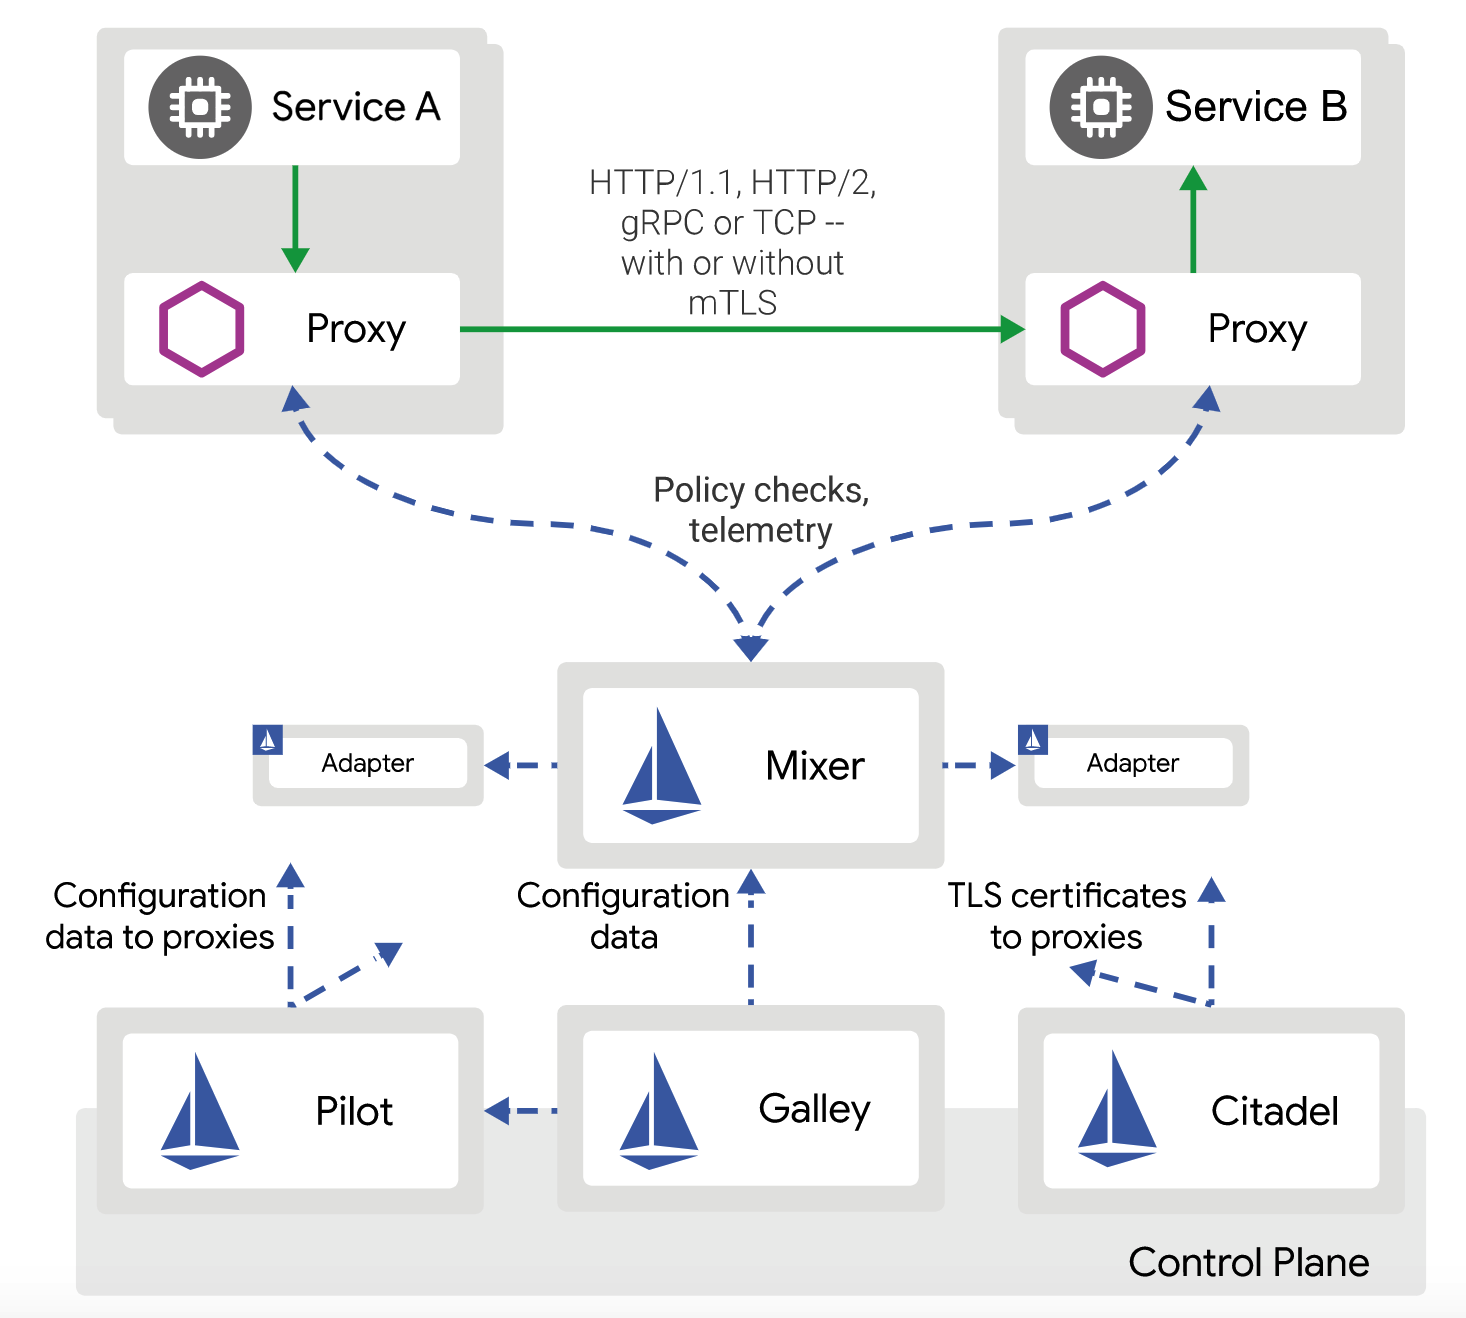 Service A
Service B
HTTP/1.1, HTTP/2,
gRPC or TCP --
with or without
mTLS
Proxy
Proxy
Policy checks,
telemetry
Adapter
Mixer
Adapter
Configuration
data to proxies
Configuration
data
TLS certificates
to proxies
Pilot
Galley
Citadel
Control Plane